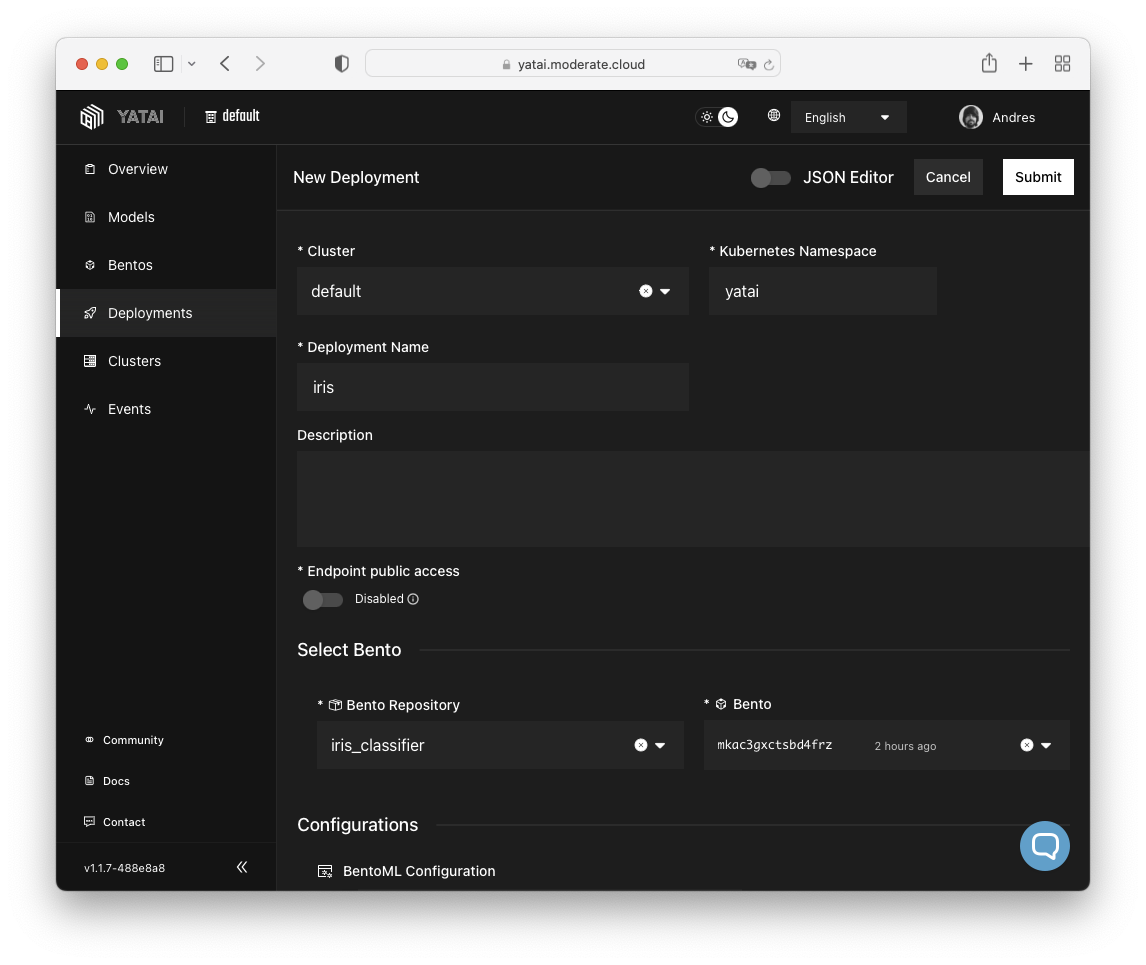 yatai.moderate.cloud
YATAI
default
English
Andres
Overview
Models
Bentos
Deployments
Clusters
Events
Community
Docs
Contact
v1.1.7-488e8a8
New Deployment
JSON Editor
Cancel
Submit
* Cluster
* Kubernetes Namespace
default
yatai
* Deployment Name
iris
Description
* Endpoint public access
Disabled
Select Bento
* Bento Repository
* Bento
iris_classifier
mkac3gxctsbd4frz 2 hours ago
Configurations
BentoML Configuration